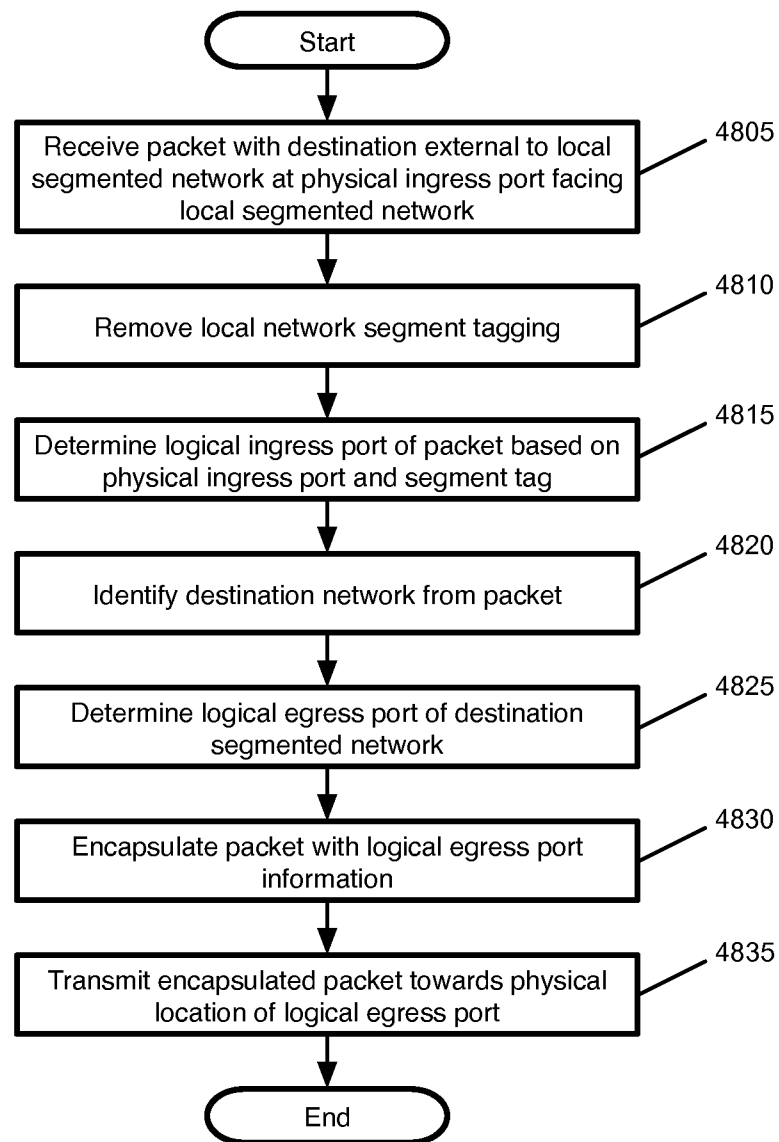 Start
Receive packet with destination external to local
segmented network at physical ingress port facing
local segmented network
4805
Remove local network segment tagging
4810
Determine logical ingress port of packet based on
physical ingress port and segment tag
4815
Identify destination network from packet
4820
Determine logical egress port of destination
segmented network
4825
Encapsulate packet with logical egress port
information
4830
Transmit encapsulated packet towards physical
location of logical egress port
4835
End